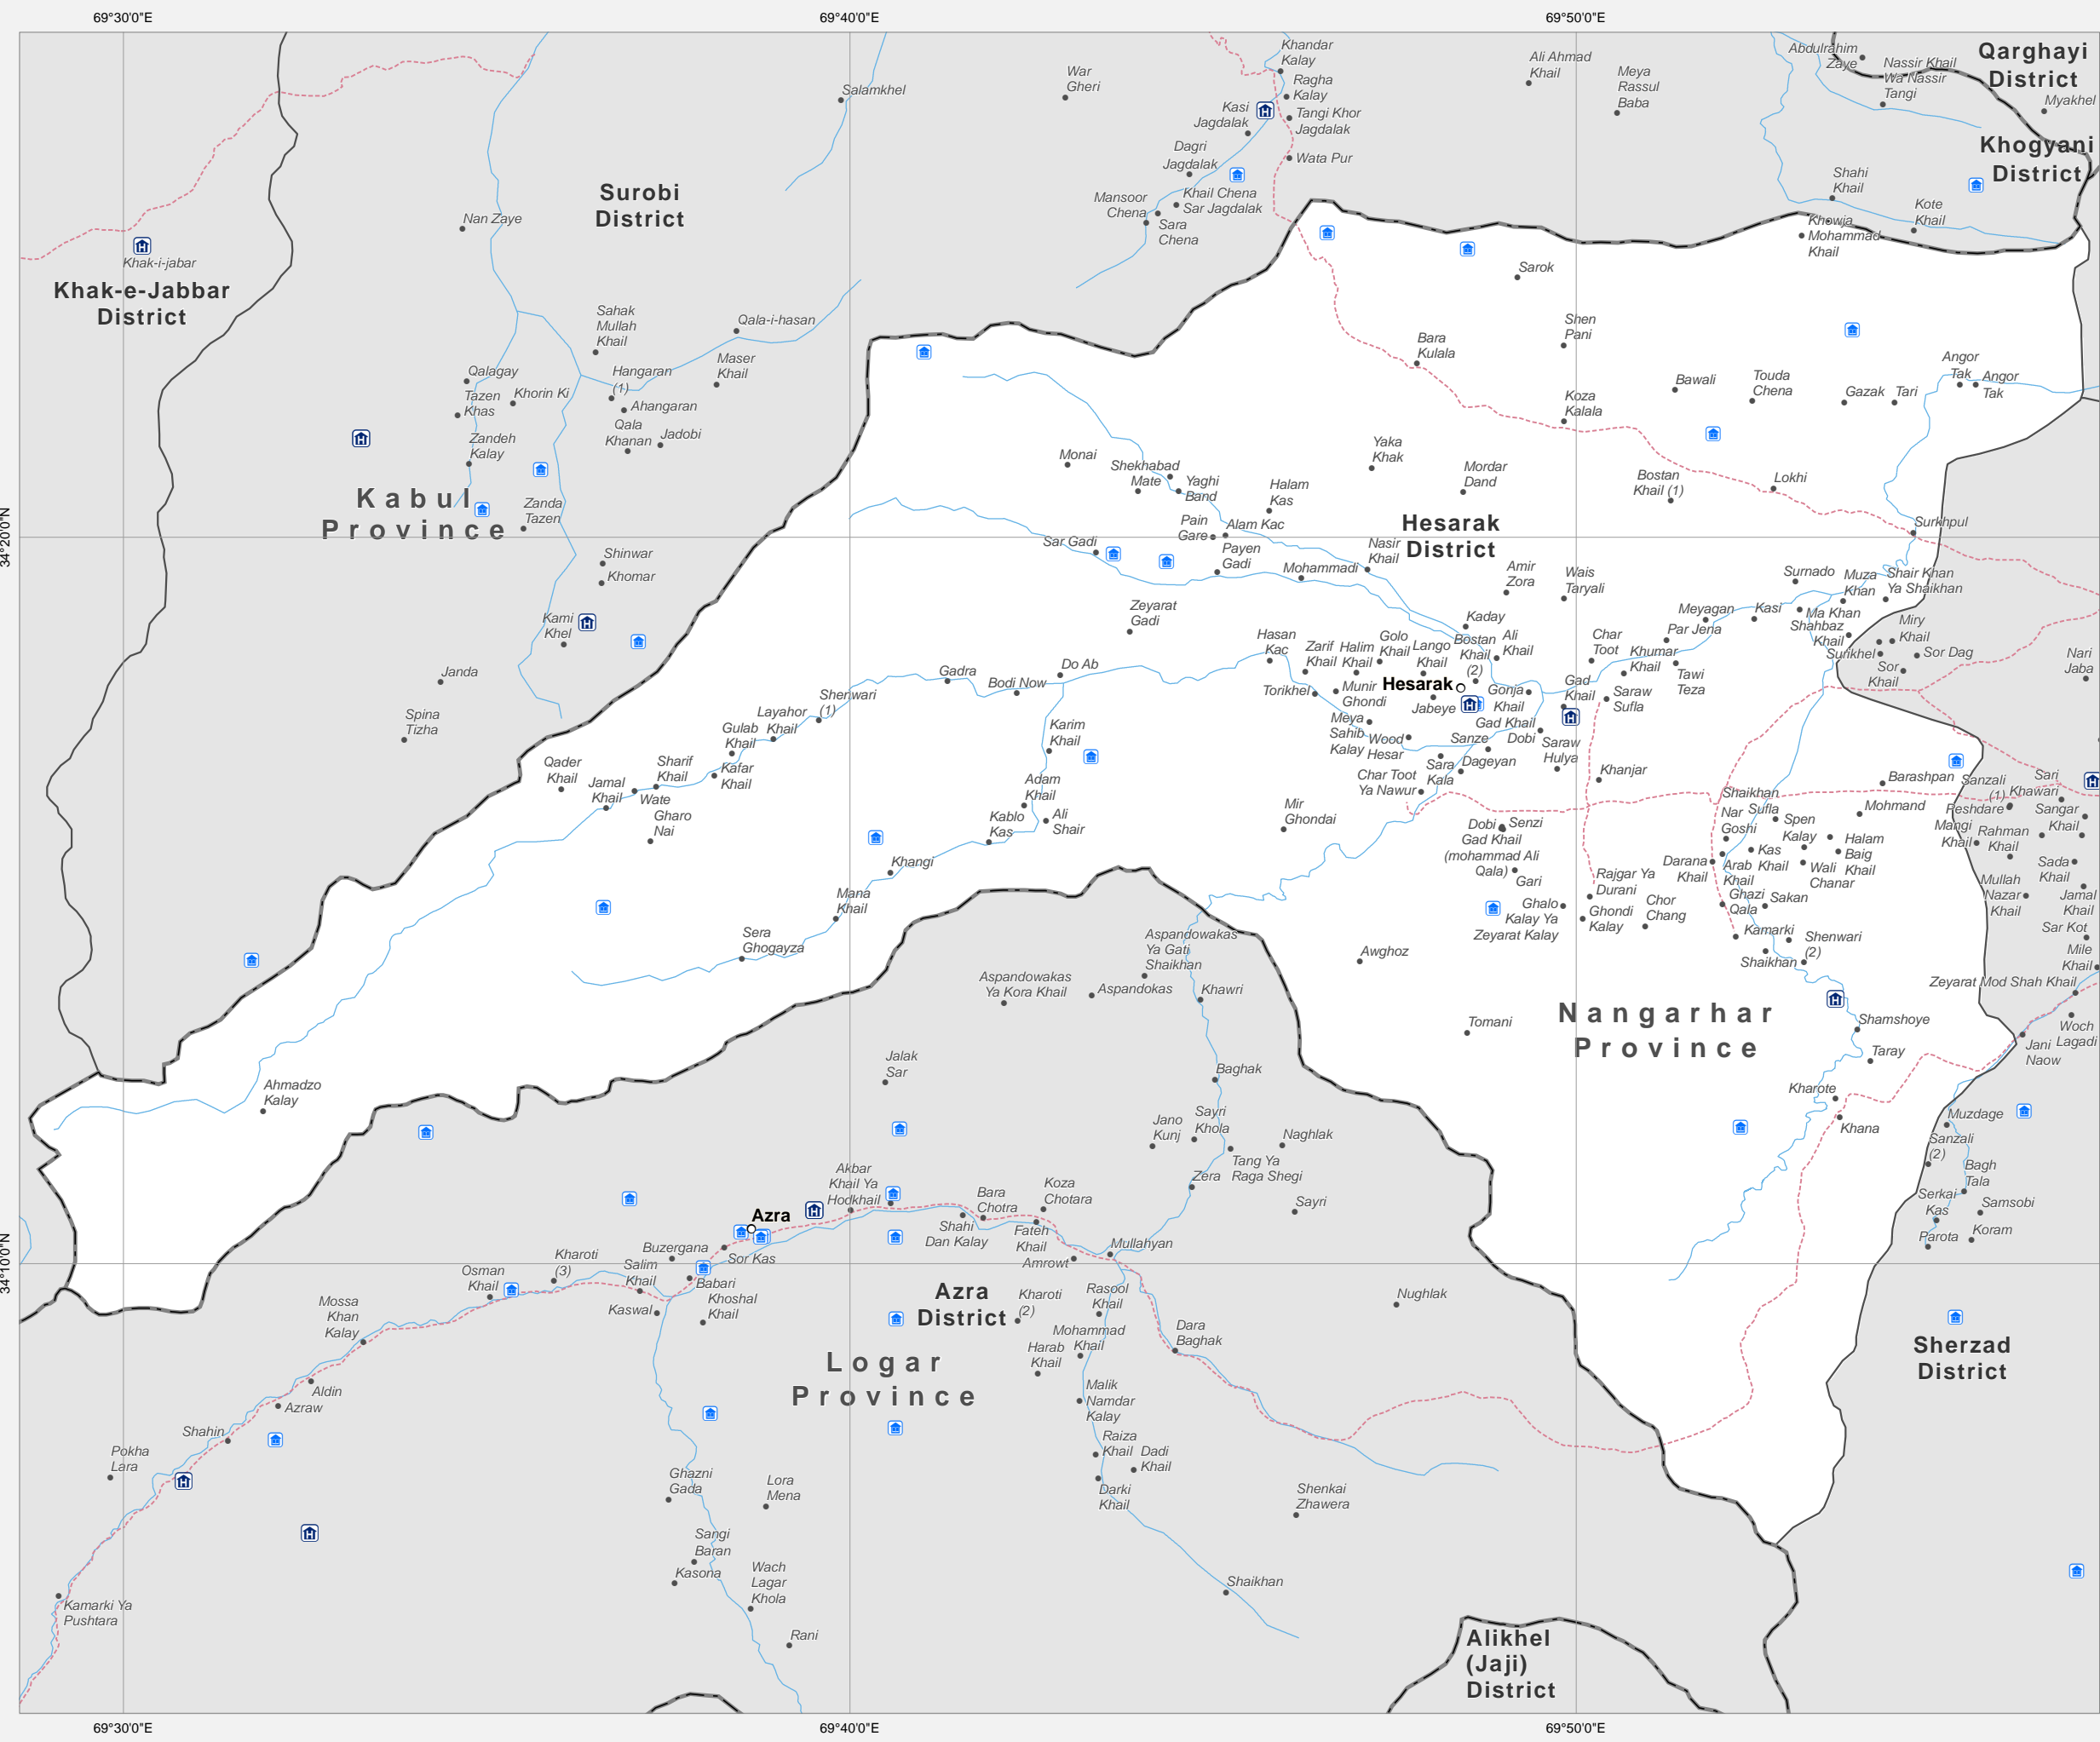 69°30'0"E
69°40'0"E
69°50'0"E
Khandar
Kalay
War
Gheri
Ragha
Kalay
Ali Ahmad
Khail
Meya
Rassul
Baba
Abdulrahim
Zaye
Nassir Khail
Wa Nassir
Tangi
Qarghayi
District
Myakhel
Salamkhel
Kasi
Jagdalak
Tangi Khor
Jagdalak
Dagri
Jagdalak
Wata Pur
Khogyani
District
Shahi
Khail
Surobi
District
Mansoor
Chena
Khail Chena
Sar Jagdalak
Sara
Chena
Kote
Khail
Khowja
Mohammad
Khail
Nan Zaye
Khak-i-jabar
Khak-e-Jabbar
District
Sarok
Sahak
Mullah
Khail
Qala-i-hasan
Shen
Pani
Bara
Kulala
Maser
Khail
Qalagay
Tazen
Khas
Khorin Ki
Hangaran
(1)
Ahangaran
Qala
Khanan
Jadobi
Zandeh
Kalay
Koza
Kalala
Bawali
Touda
Chena
Gazak
Tari
Angor
Tak
Angor
Tak
Monai
Shekhabad
Mate
Yaghi
Band
Halam
Kas
Yaka
Khak
Mordar
Dand
Bostan
Khail (1)
Lokhi
Kabul
Province
Zanda
Tazen
Pain
Gare
Alam Kac
Hesarak
District
Surkhpul
34°20'0"N
Sar Gadi
Payen
Gadi
Mohammadi
Nasir
Khail
Shinwar
Khomar
Amir
Zora
Wais
Taryali
Surnado
Muza
Khan
Shair Khan
Ya Shaikhan
Kami
Khel
Zeyarat
Gadi
Kaday
Meyagan
Kasi
Ma Khan
Shahbaz
Khail
Miry
Khail
Par Jena
Hasan
Kac
Zarif
Khail
Halim
Khail
Golo
Khail
Lango
Khail
Bostan
Khail
(2)
Ali
Khail
Char
Toot
Khumar
Khail
Surikhel
Sor
Khail
Sor Dag
Nari
Jaba
Janda
Gadra
Bodi Now
Do Ab
Torikhel
Munir
Ghondi
Hesarak
Jabeye
Gonja
Khail
Gad
Khail
Saraw
Sufla
Tawi
Teza
Spina
Tizha
Shenwari
(1)
Layahor
Khail
Gulab
Khail
Karim
Khail
Meya
Sahib
Kalay
Wood
Hesar
Sanze
Gad Khail
Dobi
Saraw
Hulya
Qader
Khail
Jamal
Khail
Sharif
Khail
Kafar
Khail
Wate
Gharo
Nai
Adam
Khail
Ali
Shair
Kablo
Kas
Char Toot
Ya Nawur
Sara
Kala
Dageyan
Khanjar
Barashpan
Sanzali
(1)
Sari
Khawari
Mir
Ghondai
Shaikhan
Sufla
Nar
Goshi
Spen
Kalay
Mohmand
Peshdare
Mangi
Khail
Rahman
Khail
Sangar
Khail
Dobi
Gad Khail
(mohammad Ali
Qala)
Senzi
Gari
Darana
Khail
Arab
Khail
Kas
Khail
Wali
Chanar
Halam
Baig
Khail
Sada
Khail
Khangi
Mana
Khail
Rajgar Ya
Durani
Ghalo
Kalay Ya
Zeyarat Kalay
Ghondi
Kalay
Chor
Chang
Ghazi
Qala
Sakan
Mullah
Nazar
Khail
Jamal
Khail
Sar Kot
Sera
Ghogayza
Aspandowakas
Ya Gati
Shaikhan
Awghoz
Kamarki
Shaikhan
Shenwari
(2)
Mile
Khail
Aspandowakas
Ya Kora Khail
Aspandokas
Khawri
Zeyarat Mod Shah Khail
Nangarhar
Province
Tomani
Shamshoye
Woch
Lagadi
Jani
Naow
Taray
Jalak
Sar
Baghak
Ahmadzo
Kalay
Kharote
Khana
Jano
Kunj
Sayri
Khola
Naghlak
Muzdage
Sanzali
(2)
Tang Ya
Raga Shegi
Zera
Bagh
Tala
Akbar
Khail Ya
Hodkhail
Koza
Chotara
Bara
Chotra
Sayri
Serkai
Kas
Samsobi
Koram
Parota
Azra
Shahi
Dan Kalay
Fateh
Khail
Amrowt
Mullahyan
34°10'0"N
Buzergana
Sor Kas
Kharoti
(3)
Salim
Khail
Osman
Khail
Babari
Khoshal
Khail
Kaswal
Azra
District
Kharoti
(2)
Rasool
Khail
Mossa
Khan
Kalay
Nughlak
Mohammad
Khail
Harab
Khail
Dara
Baghak
Sherzad
District
Logar
Province
Aldin
Azraw
Malik
Namdar
Kalay
Shahin
Raiza
Khail
Dadi
Khail
Pokha
Lara
Ghazni
Gada
Lora
Mena
Darki
Khail
Shenkai
Zhawera
Sangi
Baran
Kasona
Wach
Lagar
Khola
Shaikhan
Kamarki Ya
Pushtara
Rani
Alikhel
(Jaji)
District
69°30'0"E
69°40'0"E
69°50'0"E